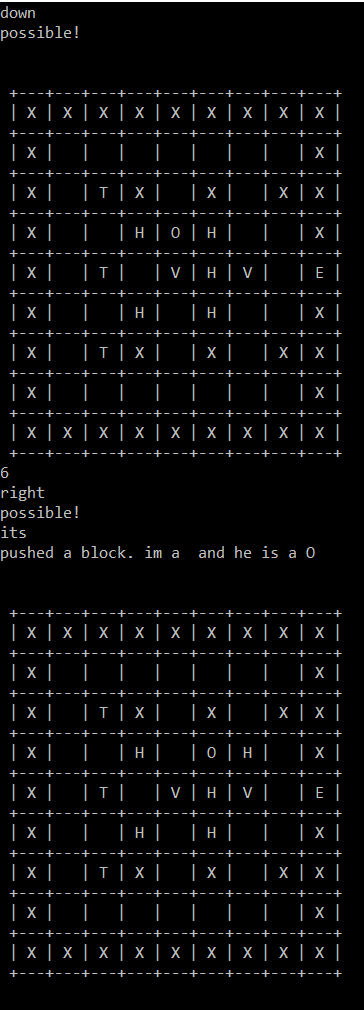 down
possible!
+---+---+---+---+---+---+---+---+---+
| X | X | X | X | X | X | X | X | X |
+---+---+---+---+---+---+---+---+---+
| X |   |   |   |   |   |   |   | X |
+---+---+---+---+---+---+---+---+---+
| X |   | T | X |   | X |   | X | X |
+---+---+---+---+---+---+---+---+---+
| X |   |   | H | O | H |   |   | X |
+---+---+---+---+---+---+---+---+---+
| X |   | T |   | V | H | V |   | E |
+---+---+---+---+---+---+---+---+---+
| X |   |   | H |   | H |   |   | X |
+---+---+---+---+---+---+---+---+---+
| X |   | T | X |   | X |   | X | X |
+---+---+---+---+---+---+---+---+---+
| X |   |   |   |   |   |   |   | X |
+---+---+---+---+---+---+---+---+---+
| X | X | X | X | X | X | X | X | X |
+---+---+---+---+---+---+---+---+---+
6
right
possible!
its
pushed a block. im a  and he is a O
+---+---+---+---+---+---+---+---+---+
| X | X | X | X | X | X | X | X | X |
+---+---+---+---+---+---+---+---+---+
| X |   |   |   |   |   |   |   | X |
+---+---+---+---+---+---+---+---+---+
| X |   | T | X |   | X |   | X | X |
+---+---+---+---+---+---+---+---+---+
| X |   |   | H |   | O | H |   | X |
+---+---+---+---+---+---+---+---+---+
| X |   | T |   | V | H | V |   | E |
+---+---+---+---+---+---+---+---+---+
| X |   |   | H |   | H |   |   | X |
+---+---+---+---+---+---+---+---+---+
| X |   | T | X |   | X |   | X | X |
+---+---+---+---+---+---+---+---+---+
| X |   |   |   |   |   |   |   | X |
+---+---+---+---+---+---+---+---+---+
| X | X | X | X | X | X | X | X | X |
+---+---+---+---+---+---+---+---+---+